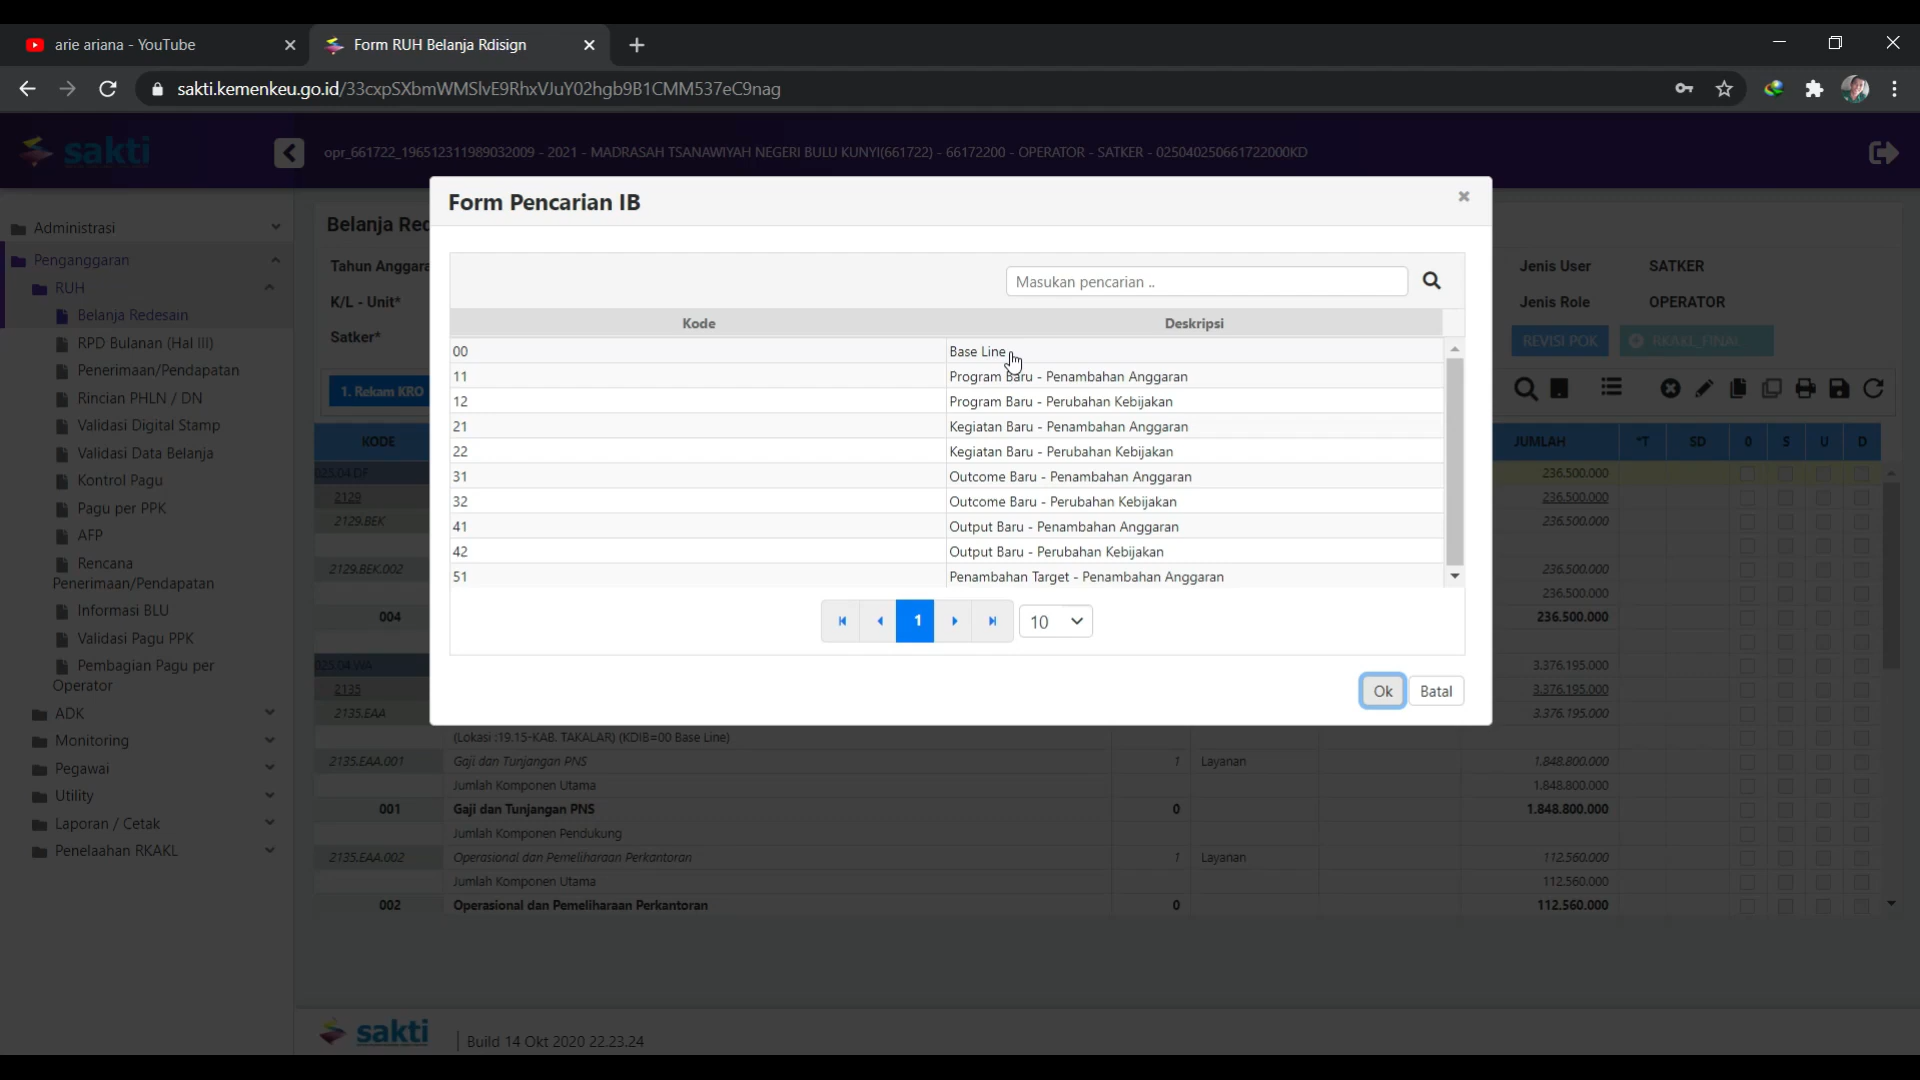 arie ariana - YouTube
Form RUH Belanja Rdisign
sakti.kemenkeu.go.id/33cxpSXbmWMSlvE9RhxVJuY02hgb9B1CMM537eC9nag
sakti
opr_661722_196512311989032009 - 2021 - MADRASAH TSANAWIYAH NEGERI BULU KUNYI(661722) - 66172200 - OPERATOR - SATKER - 025040250661722000KD
Form Pencarian IB
Masukan pencarian ..
Kode Deskripsi
00 Base Line
11 Program Baru - Penambahan Anggaran
12 Program Baru - Perubahan Kebijakan
21 Kegiatan Baru - Penambahan Anggaran
22 Kegiatan Baru - Perubahan Kebijakan
31 Outcome Baru - Penambahan Anggaran
32 Outcome Baru - Perubahan Kebijakan
41 Output Baru - Penambahan Anggaran
42 Output Baru - Perubahan Kebijakan
51 Penambahan Target - Penambahan Anggaran
1 10
Ok Batal
Administrasi
Penganggaran
RUH
Belanja Redesain
RPD Bulanan (Hal III)
Penerimaan/Pendapatan
Rincian PHLN / DN
Validasi Digital Stamp
Validasi Data Belanja
Kontrol Pagu
Pagu per PPK
AFP
Rencana
Penerimaan/Pendapatan
Informasi BLU
Validasi Pagu PPK
Pembagian Pagu per
Operator
ADK
Monitoring
Pegawai
Utility
Laporan / Cetak
Penelaahan RKAKL
Belanja Red
Tahun Anggara
K/L - Unit*
Satker*
Jenis User SATKER
Jenis Role OPERATOR
REVISI POK RKAKL_FINAL
1. Rekam KRO
KODE JUMLAH *T SD 0 S U D
025.04.DF 236.500.000
2129 236.500.000
2129.BEK 236.500.000
2129.BEK.002 236.500.000
236.500.000
004 236.500.000
025.04.WA 3.376.195.000
2135 3.376.195.000
2135.EAA 3.376.195.000
(Lokasi :19.15-KAB. TAKALAR) (KDIB=00 Base Line)
2135.EAA.001 Gaji dan Tunjangan PNS 1 Layanan 1.848.800.000
Jumlah Komponen Utama 1.848.800.000
001 Gaji dan Tunjangan PNS 0 1.848.800.000
Jumlah Komponen Pendukung
2135.EAA.002 Operasional dan Pemeliharaan Perkantoran 1 Layanan 112.560.000
Jumlah Komponen Utama 112.560.000
002 Operasional dan Pemeliharaan Perkantoran 0 112.560.000
sakti
Build 14 Okt 2020 22.23.24